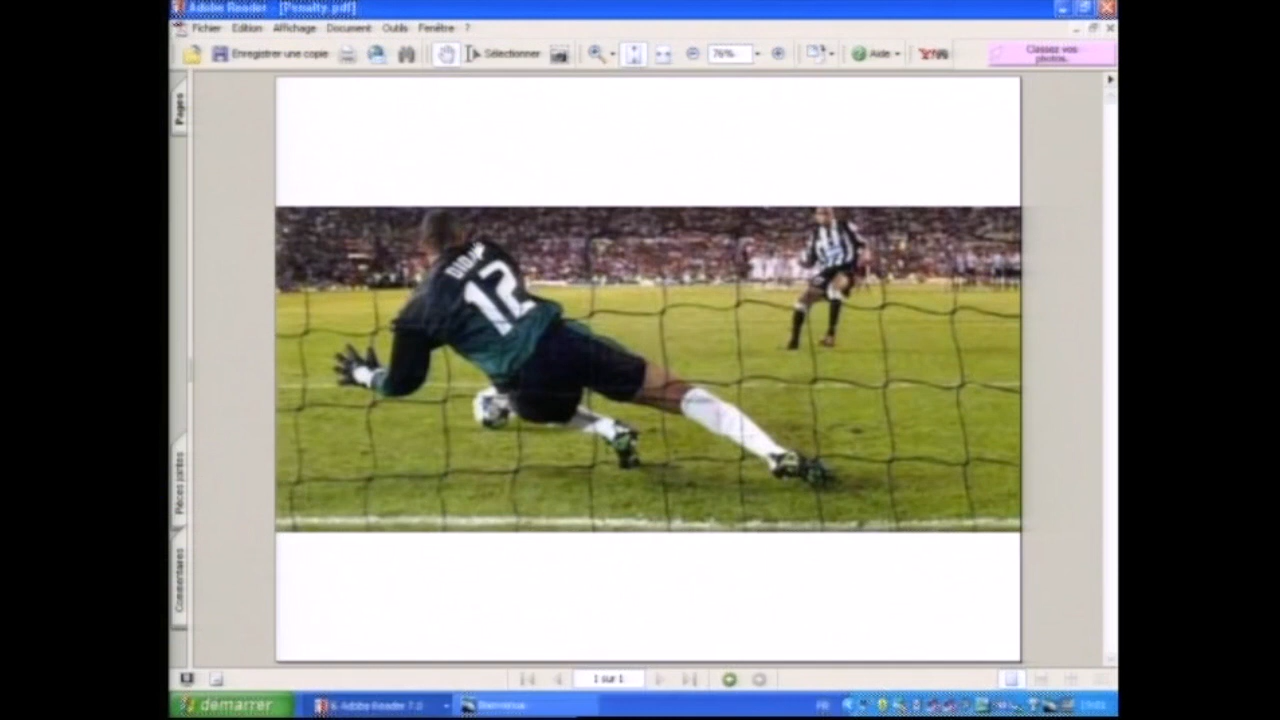 Adobe Reader - [Penalty.pdf]
Fichier Edition Affichage Document Outils Fenêtre ?
Enregistrer une copie Sélectionner 76% Aide
Classez vos photos.
Pages
DIDA
12
Pièces jointes
Commentaires
1 sur 1
démarrer Adobe Reader 7.0 Bienvenue FR